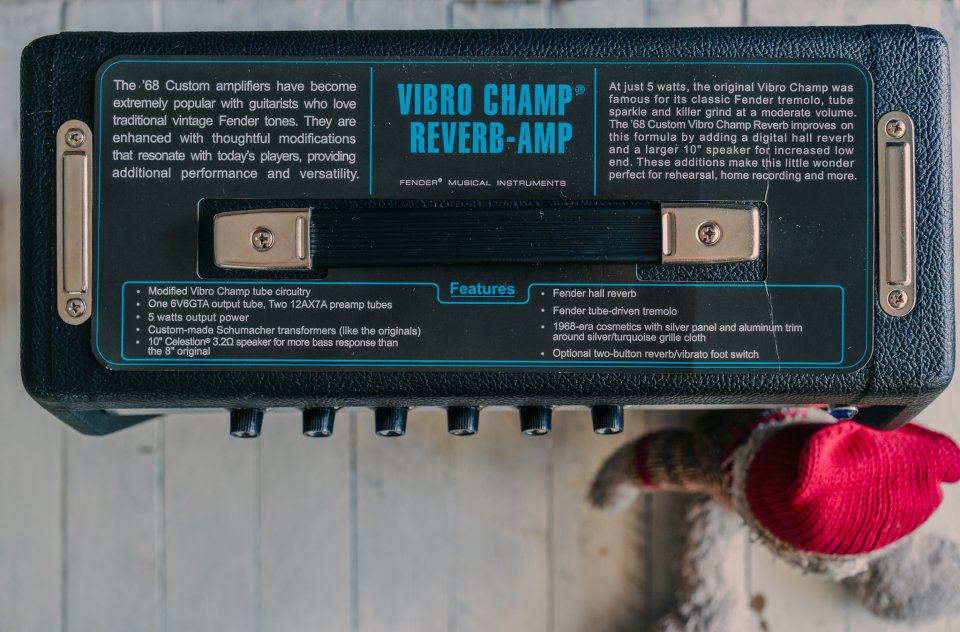 The '68 Custom amplifiers have become
extremely popular with guitarists who love
traditional vintage Fender tones. They are
enhanced with thoughtful modifications
that resonate with today's players, providing
additional performance and versatility.
VIBRO CHAMP®
REVERB-AMP
FENDER® MUSICAL INSTRUMENTS
At just 5 watts, the original Vibro Champ was
famous for its classic Fender tremolo, tube
sparkle and killer grind at a moderate volume.
The '68 Custom Vibro Champ Reverb improves on
this formula by adding a digital hall reverb
and a larger 10" speaker for increased low
end. These additions make this little wonder
perfect for rehearsal, home recording and more.
Features
• Modified Vibro Champ tube circuitry
• One 6V6GTA output tube, Two 12AX7A preamp tubes
• 5 watts output power
• Custom-made Schumacher transformers (like the originals)
• 10" Celestion® 3.2Ω speaker for more bass response than
the 8" original
• Fender hall reverb
• Fender tube-driven tremolo
• 1968-era cosmetics with silver panel and aluminum trim
around silver/turquoise grille cloth
• Optional two-button reverb/vibrato foot switch